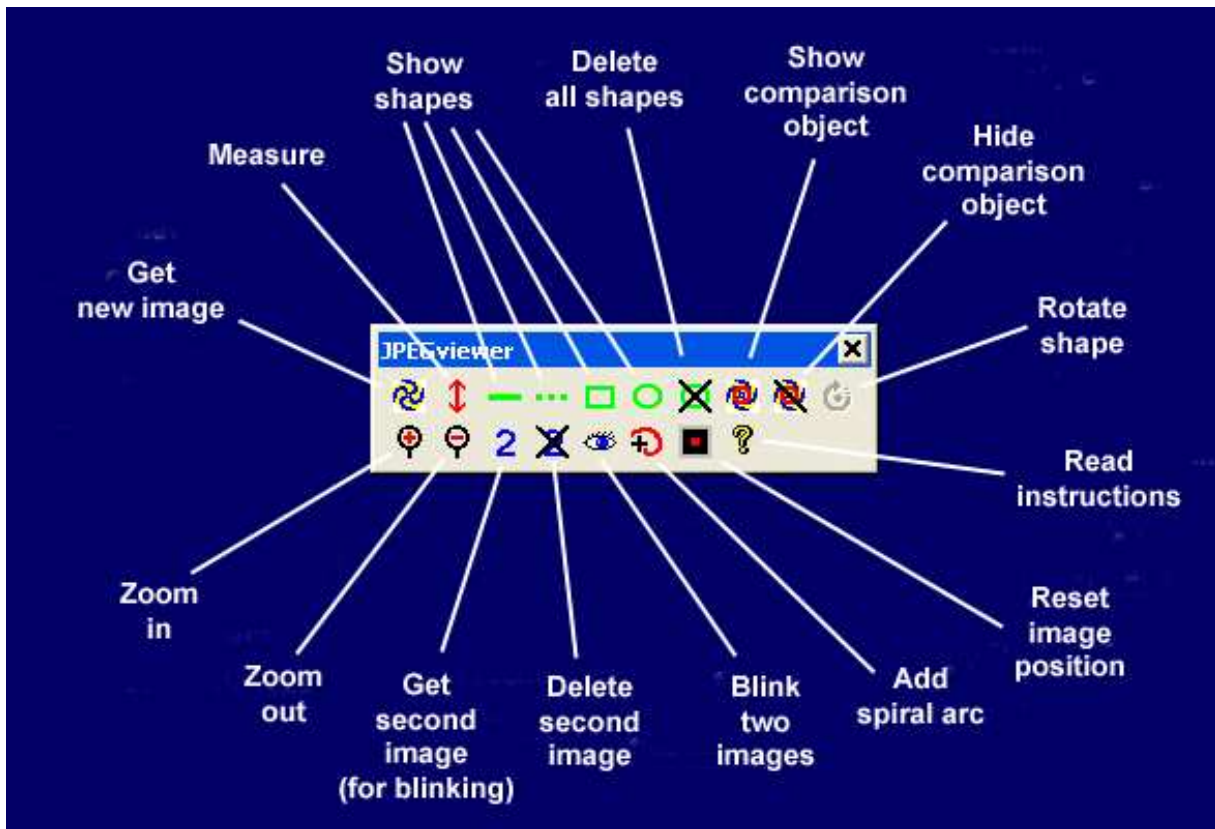 Show
shapes
Delete
all shapes
Show
comparison
object
Measure
Hide
comparison
object
Get
new image
Rotate
shape
JPEGviewer
2
2
?
Read
instructions
Zoom
in
Reset
image
position
Zoom
out
Get
second
image
(for blinking)
Delete
second
image
Blink
two
images
Add
spiral arc